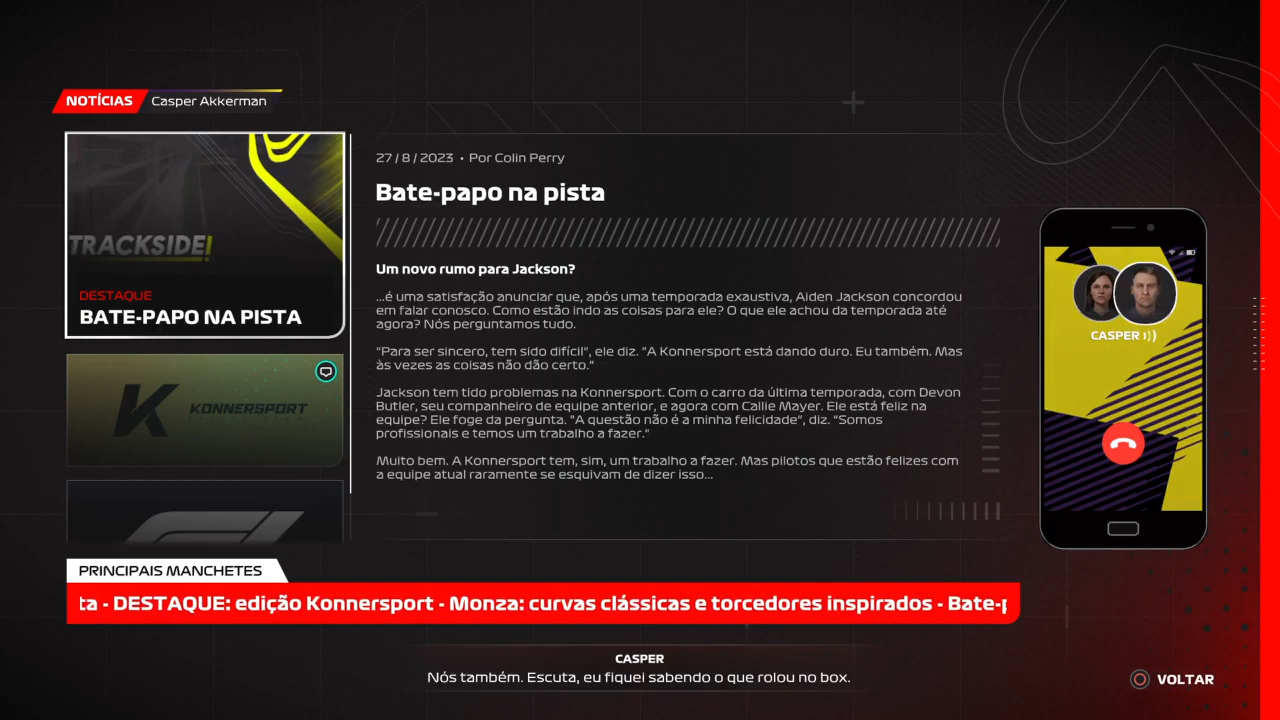 NOTÍCIAS Casper Akkerman
TRACKSIDE!
DESTAQUE
BATE-PAPO NA PISTA
K KONNERSPORT
27 / 8 / 2023 • Por Colin Perry
Bate-papo na pista
Um novo rumo para Jackson?
...é uma satisfação anunciar que, após uma temporada exaustiva, Aiden Jackson concordou
em falar conosco. Como estão indo as coisas para ele? O que ele achou da temporada até
agora? Nós perguntamos tudo.
"Para ser sincero, tem sido difícil", ele diz. "A Konnersport está dando duro. Eu também. Mas
às vezes as coisas não dão certo."
Jackson tem tido problemas na Konnersport. Com o carro da última temporada, com Devon
Butler, seu companheiro de equipe anterior, e agora com Callie Mayer. Ele está feliz na
equipe? Ele foge da pergunta. "A questão não é a minha felicidade", diz. "Somos
profissionais e temos um trabalho a fazer."
Muito bem. A Konnersport tem, sim, um trabalho a fazer. Mas pilotos que estão felizes com
a equipe atual raramente se esquivam de dizer isso...
CASPER
PRINCIPAIS MANCHETES
ta - DESTAQUE: edição Konnersport - Monza: curvas clássicas e torcedores inspirados - Bate-p
CASPER
Nós também. Escuta, eu fiquei sabendo o que rolou no box.
VOLTAR